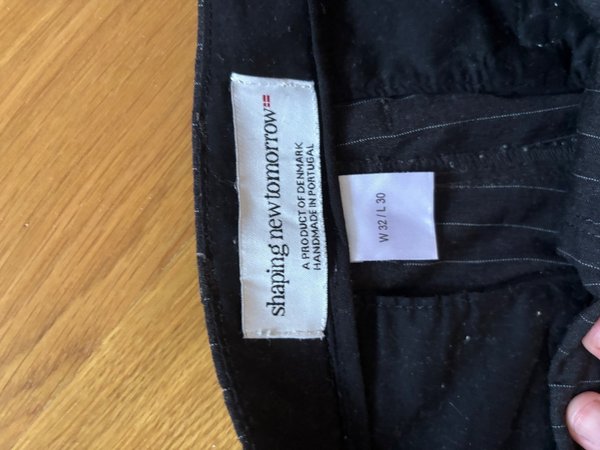 shaping new tomorrow
A PRODUCT OF DENMARK
HANDMADE IN PORTUGAL
W 32 / L 30